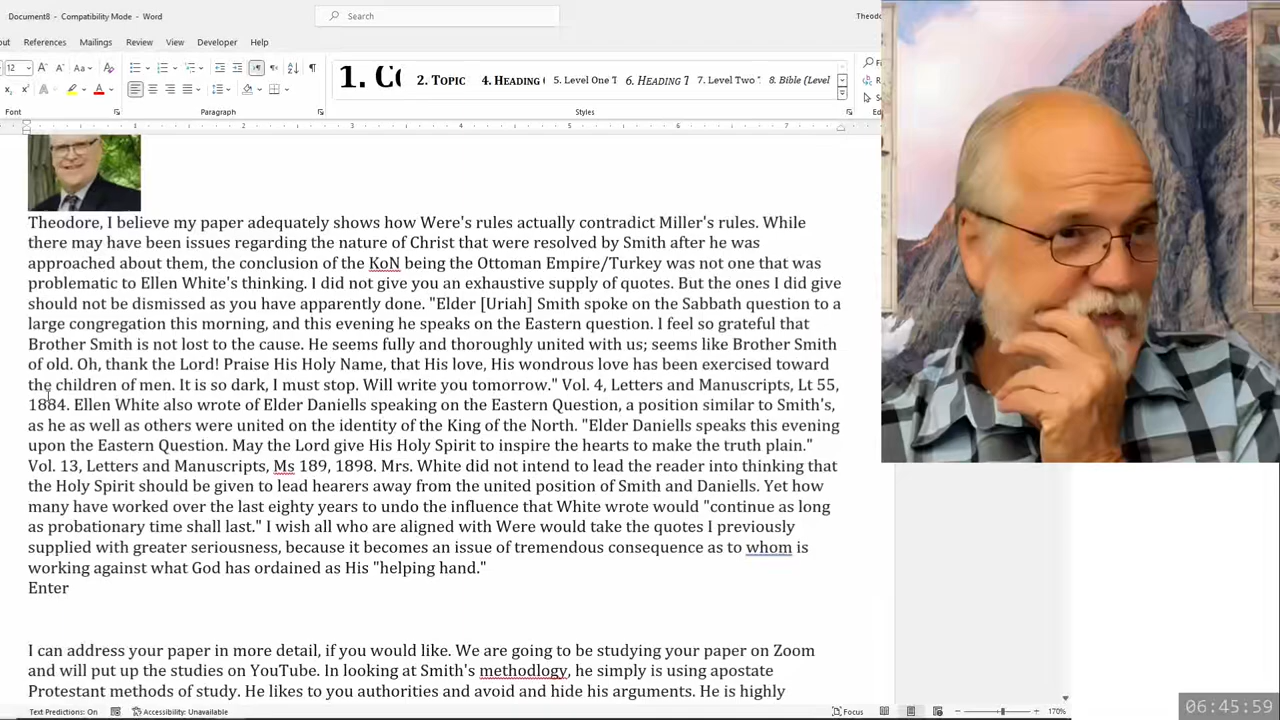 Document8 - Compatibility Mode - Word
Search
Theodo
out References Mailings Review View Developer Help
12
Aa
1. Co
2. Topic
4. Heading
5. Level One T
6. Heading T
7. Level Two
8. Bible (Level
Font
Paragraph
Styles
Theodore, I believe my paper adequately shows how Were's rules actually contradict Miller's rules. While
there may have been issues regarding the nature of Christ that were resolved by Smith after he was
approached about them, the conclusion of the KoN being the Ottoman Empire/Turkey was not one that was
problematic to Ellen White's thinking. I did not give you an exhaustive supply of quotes. But the ones I did give
should not be dismissed as you have apparently done. "Elder [Uriah] Smith spoke on the Sabbath question to a
large congregation this morning, and this evening he speaks on the Eastern question. I feel so grateful that
Brother Smith is not lost to the cause. He seems fully and thoroughly united with us; seems like Brother Smith
of old. Oh, thank the Lord! Praise His Holy Name, that His love, His wondrous love has been exercised toward
the children of men. It is so dark, I must stop. Will write you tomorrow." Vol. 4, Letters and Manuscripts, Lt 55,
1884. Ellen White also wrote of Elder Daniells speaking on the Eastern Question, a position similar to Smith's,
as he as well as others were united on the identity of the King of the North. "Elder Daniells speaks this evening
upon the Eastern Question. May the Lord give His Holy Spirit to inspire the hearts to make the truth plain."
Vol. 13, Letters and Manuscripts, Ms 189, 1898. Mrs. White did not intend to lead the reader into thinking that
the Holy Spirit should be given to lead hearers away from the united position of Smith and Daniells. Yet how
many have worked over the last eighty years to undo the influence that White wrote would "continue as long
as probationary time shall last." I wish all who are aligned with Were would take the quotes I previously
supplied with greater seriousness, because it becomes an issue of tremendous consequence as to whom is
working against what God has ordained as His "helping hand."
Enter
I can address your paper in more detail, if you would like. We are going to be studying your paper on Zoom
and will put up the studies on YouTube. In looking at Smith's methdlogy, he simply is using apostate
Protestant methods of study. He likes to you authorities and avoid and hide his arguments. He is highly
Text Predictions: On
Accessibility: Unavailable
Focus
170%
06:45:59